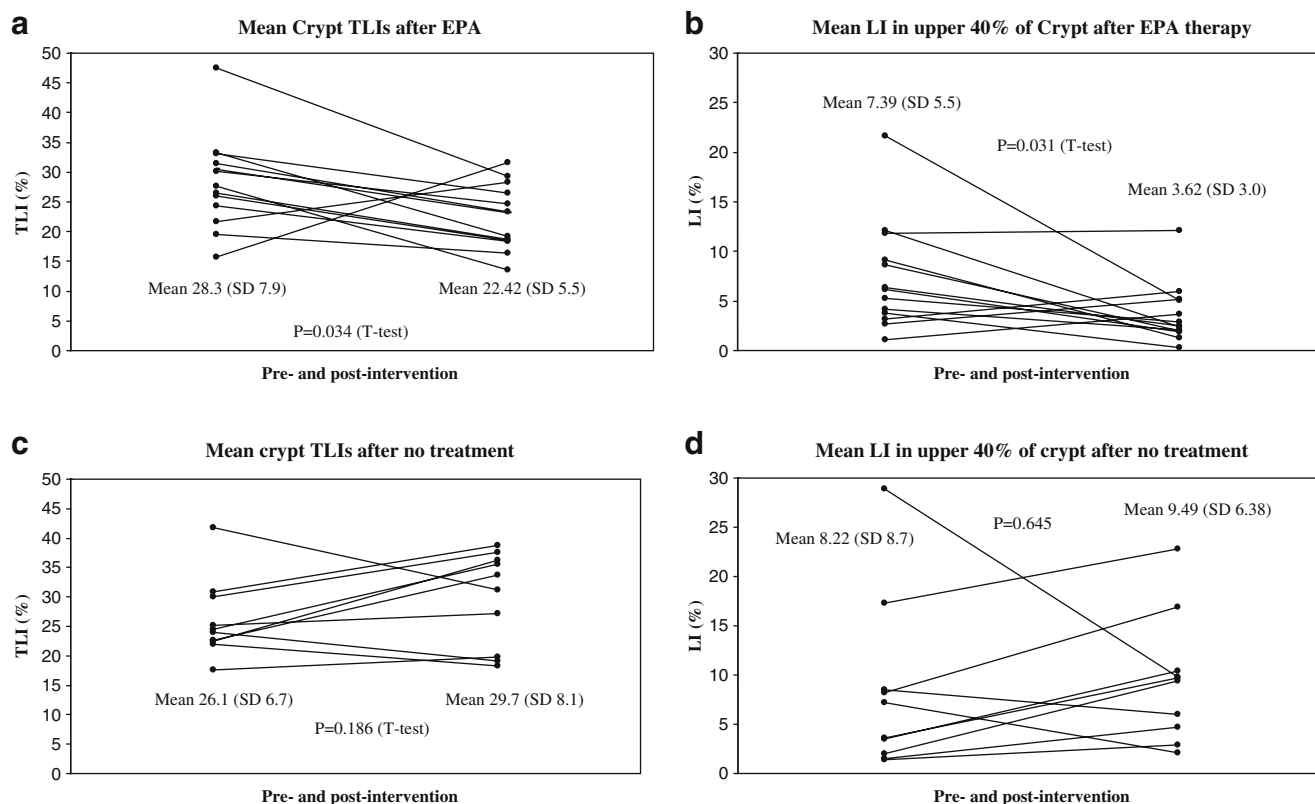 a
Mean Crypt TLIs after EPA
50
45
40
35
30
25
20
15
10
5
0
TLI (%)
Mean 28.3 (SD 7.9)
Mean 22.42 (SD 5.5)
P=0.034 (T-test)
Pre- and post-intervention
b
Mean LI in upper 40% of Crypt after EPA therapy
30
25
20
15
10
5
0
LI (%)
Mean 7.39 (SD 5.5)
P=0.031 (T-test)
Mean 3.62 (SD 3.0)
Pre- and post-intervention
c
Mean crypt TLIs after no treatment
50
45
40
35
30
25
20
15
10
5
0
TLI (%)
Mean 26.1 (SD 6.7)
Mean 29.7 (SD 8.1)
P=0.186 (T-test)
Pre- and post-intervention
d
Mean LI in upper 40% of crypt after no treatment
30
25
20
15
10
5
0
LI (%)
Mean 8.22 (SD 8.7)
P=0.645
Mean 9.49 (SD 6.38)
Pre- and post-intervention